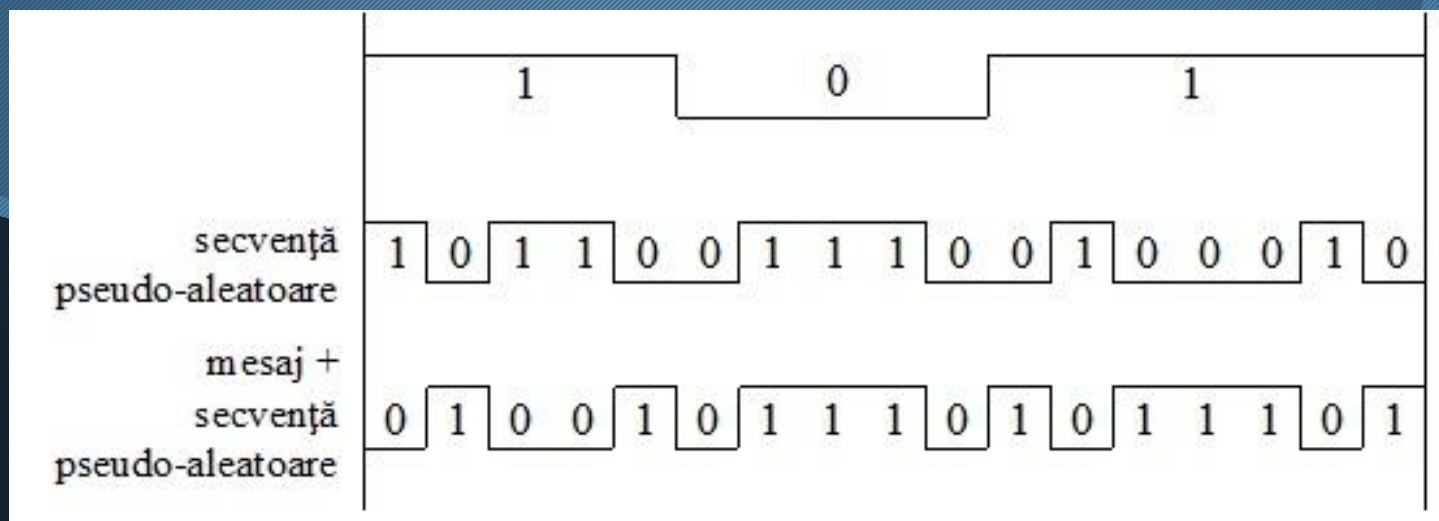 1 0 1
secvenţă
pseudo-aleatoare
1 0 1 1 0 0 1 1 1 0 0 1 0 0 0 1 0
mesaj +
secvenţă
pseudo-aleatoare
0 1 0 0 1 0 1 1 1 0 1 0 1 1 1 0 1